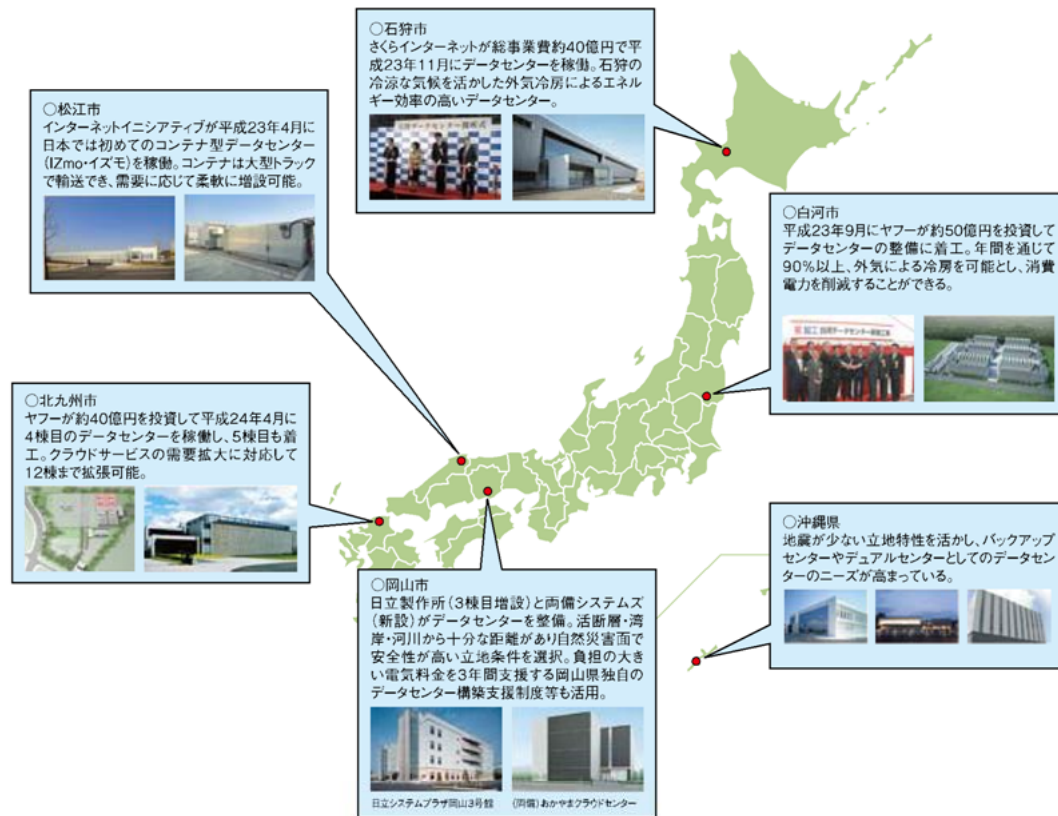 ○石狩市
さくらインターネットが総事業費約40億円で平
成23年11月にデータセンターを稼働。石狩の
冷涼な気候を活かした外気冷房によるエネル
ギー効率の高いデータセンター。
○松江市
インターネットイニシアティブが平成23年4月に
日本では初めてのコンテナ型データセンター
(IZmo・イズモ)を稼働。コンテナは大型トラック
で輸送でき、需要に応じて柔軟に増設可能。
○白河市
平成23年9月にヤフーが約50億円を投資して
データセンターの整備に着工。年間を通じて
90%以上、外気による冷房を可能とし、消費
電力を削減することができる。
○北九州市
ヤフーが約40億円を投資して平成24年4月に
4棟目のデータセンターを稼働し、5棟目も着
工。クラウドサービスの需要拡大に対応して
12棟まで拡張可能。
○沖縄県
地震が少ない立地特性を活かし、バックアップ
センターやデュアルセンターとしてのデータセン
ターのニーズが高まっている。
○岡山市
日立製作所(3棟目増設)と両備システムズ
(新設)がデータセンターを整備。活断層・湾
岸・河川から十分な距離があり自然災害面で
安全性が高い立地条件を選択。負担の大き
い電気料金を3年間支援する岡山県独自の
データセンター構築支援制度等も活用。
日立システムプラザ岡山3号館
(両備)おかやまクラウドセンター